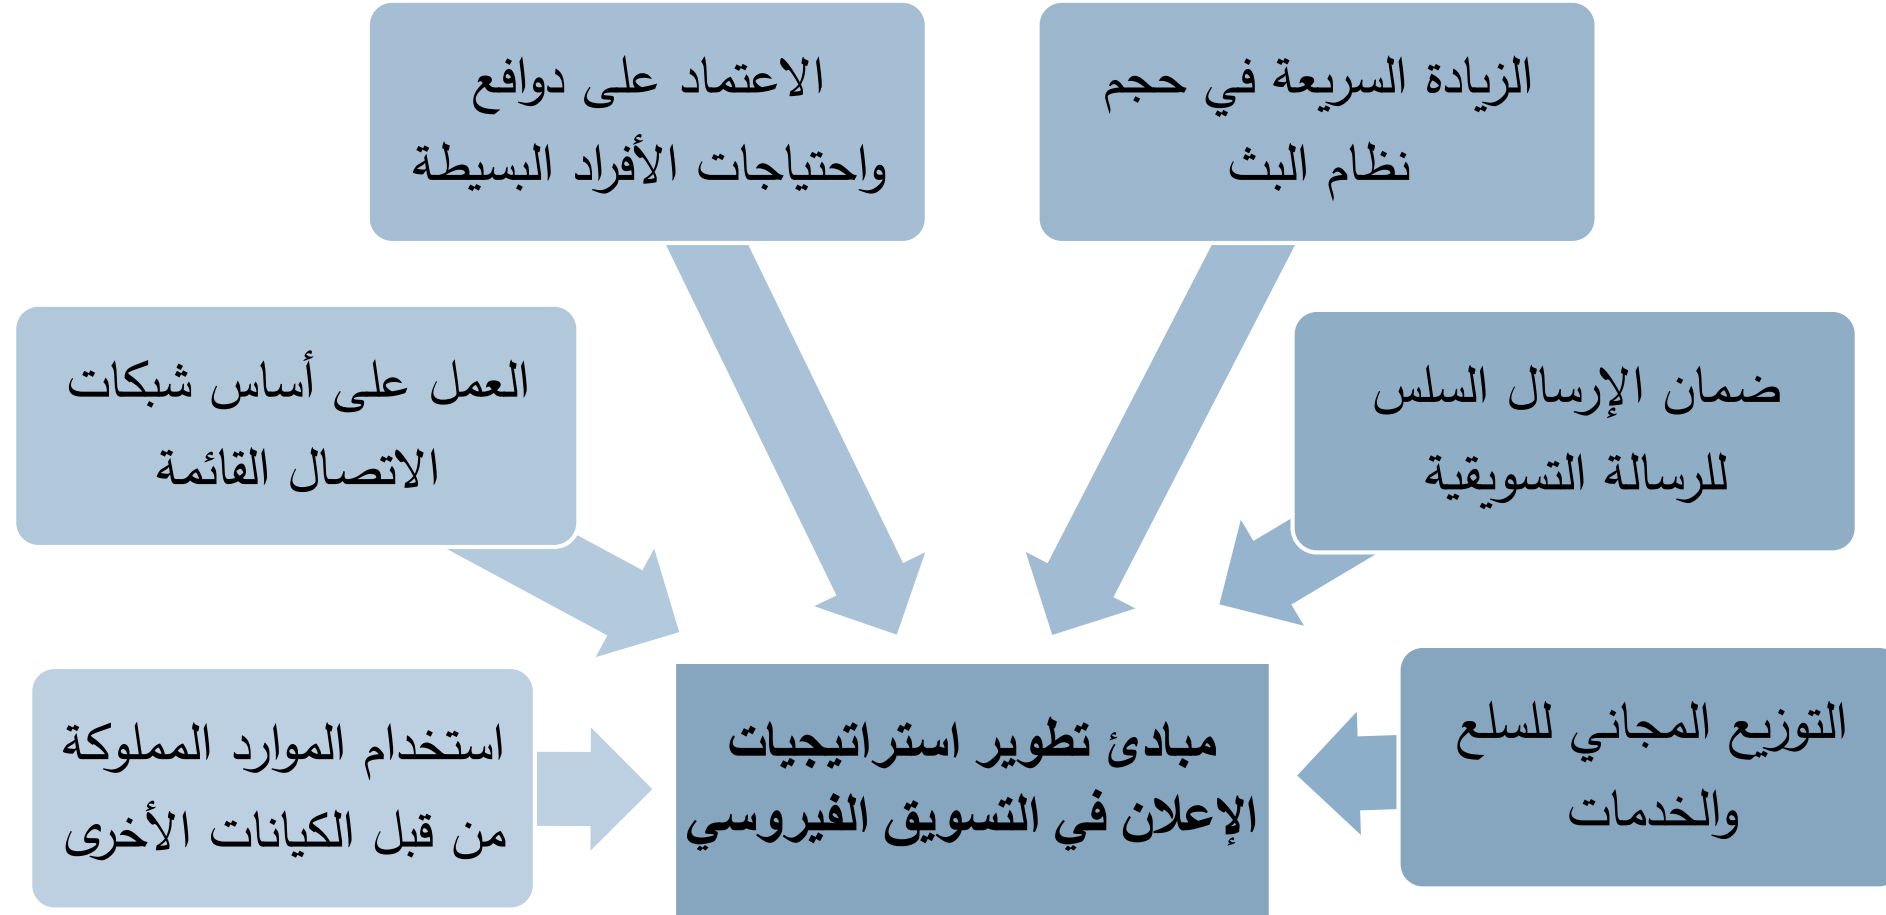 الزيادة السريعة في حجم
نظام البث
الاعتماد على دوافع
واحتياجات الأفراد البسيطة
ضمان الإرسال السلس
للرسالة التسويقية
العمل على أساس شبكات
الاتصال القائمة
التوزيع المجاني للسلع
والخدمات
مبادئ تطوير استراتيجيات
الإعلان في التسويق الفيروسي
استخدام الموارد المملوكة
من قبل الكيانات الأخرى